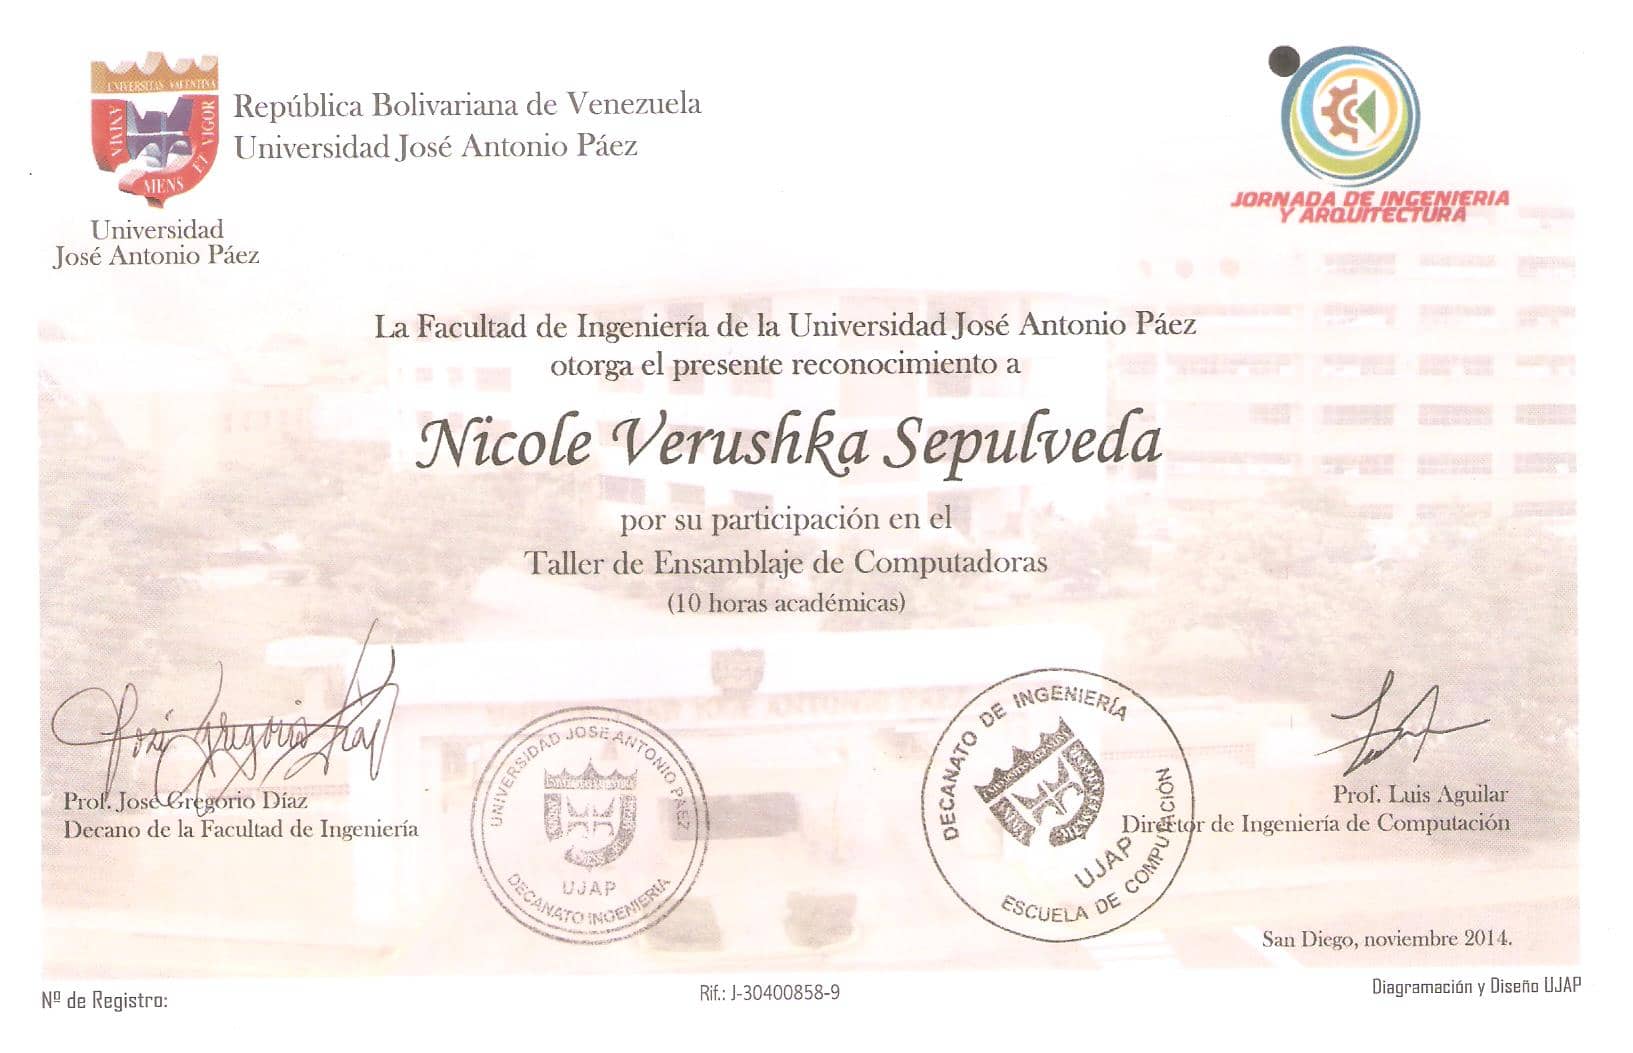 UNIVERSITAS VALENTINA
ANIMA
MENS
ET VIGOR
República Bolivariana de Venezuela
Universidad José Antonio Páez
Universidad
José Antonio Páez
JORNADA DE INGENIERIA
Y ARQUITECTURA
La Facultad de Ingeniería de la Universidad José Antonio Páez
otorga el presente reconocimiento a
Nicole Verushka Sepulveda
por su participación en el
Taller de Ensamblaje de Computadoras
(10 horas académicas)
José Gregorio Díaz
Prof. José Gregorio Díaz
Decano de la Facultad de Ingeniería
UNIVERSIDAD JOSE ANTONIO PAEZ
UJAP
DECANATO INGENIERIA
DECANATO DE INGENIERÍA
UJAP
ESCUELA DE COMPUTACIÓN
Prof. Luis Aguilar
Director de Ingeniería de Computación
San Diego, noviembre 2014.
Nº de Registro:
Rif.: J-30400858-9
Diagramación y Diseño UJAP